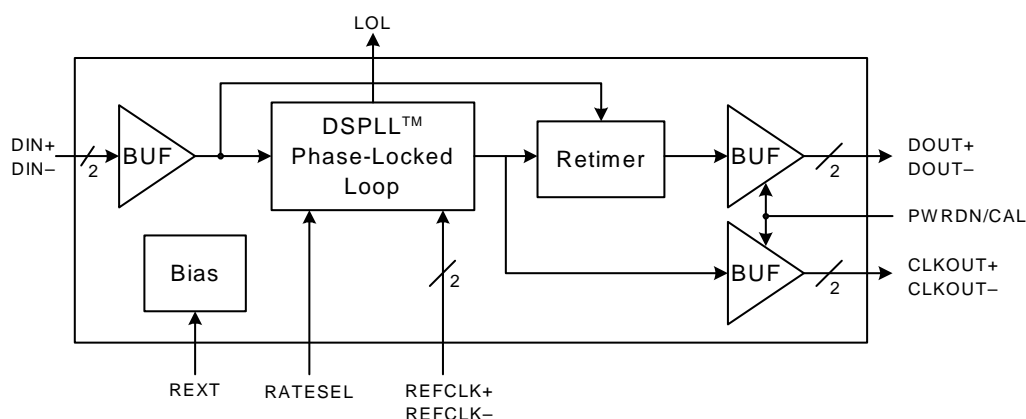 LOL
DIN+
DIN–
2
BUF
DSPLL™
Phase-Locked
Loop
Retimer
BUF
2
DOUT+
DOUT–
PWRDN/CAL
Bias
2
BUF
2
CLKOUT+
CLKOUT–
REXT
RATESEL
REFCLK+
REFCLK–